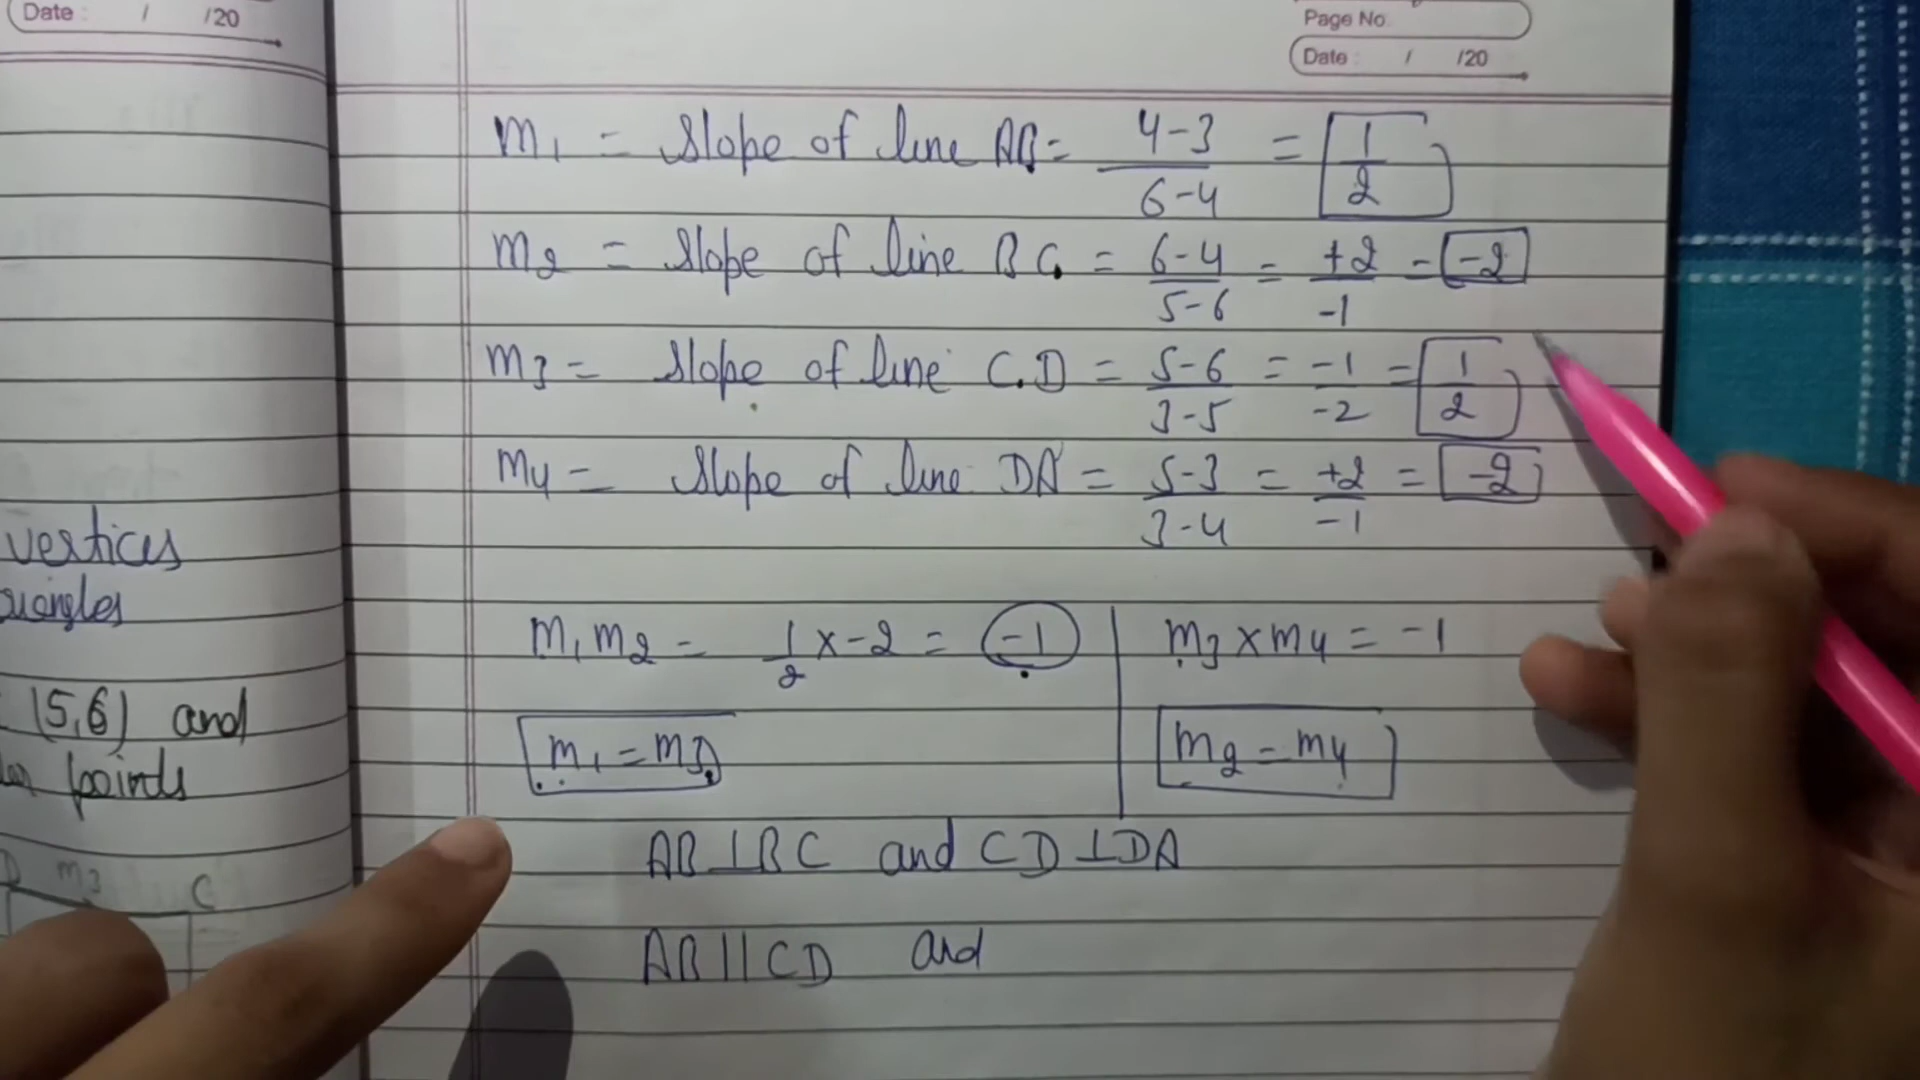 Date : / /20
vertices
(5,6) and
points
D m3 C
Page No.
Date : / /20
m1 = Slope of line AB = 4-3/6-4 = 1/2
m2 = Slope of line BC = 6-4/5-6 = +2/-1 = -2
m3 = Slope of line CD = 5-6/3-5 = -1/-2 = 1/2
m4 = Slope of line DA = 5-3/3-4 = +2/-1 = -2
m1m2 = 1/2 x -2 = -1
m3 x m4 = -1
m1 = m3
m2 = m4
AB ⊥ BC and CD ⊥ DA
AB || CD and